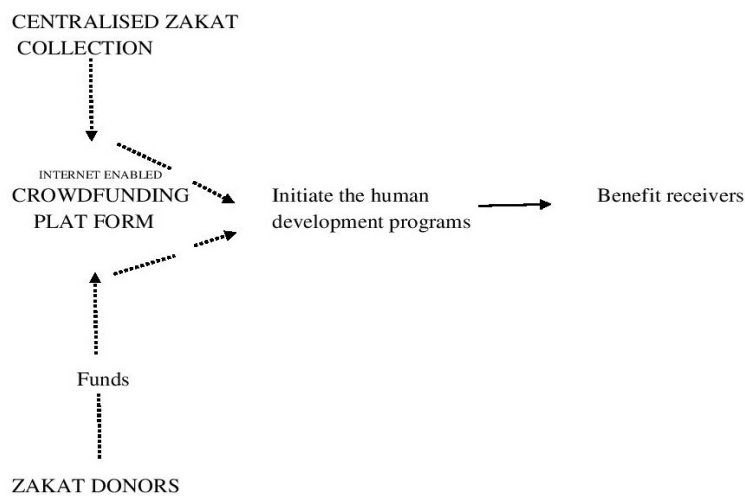 CENTRALISED ZAKAT
COLLECTION
INTERNET ENABLED
CROWDFUNDING
PLAT FORM
Initiate the human
development programs
Benefit receivers
Funds
ZAKAT DONORS